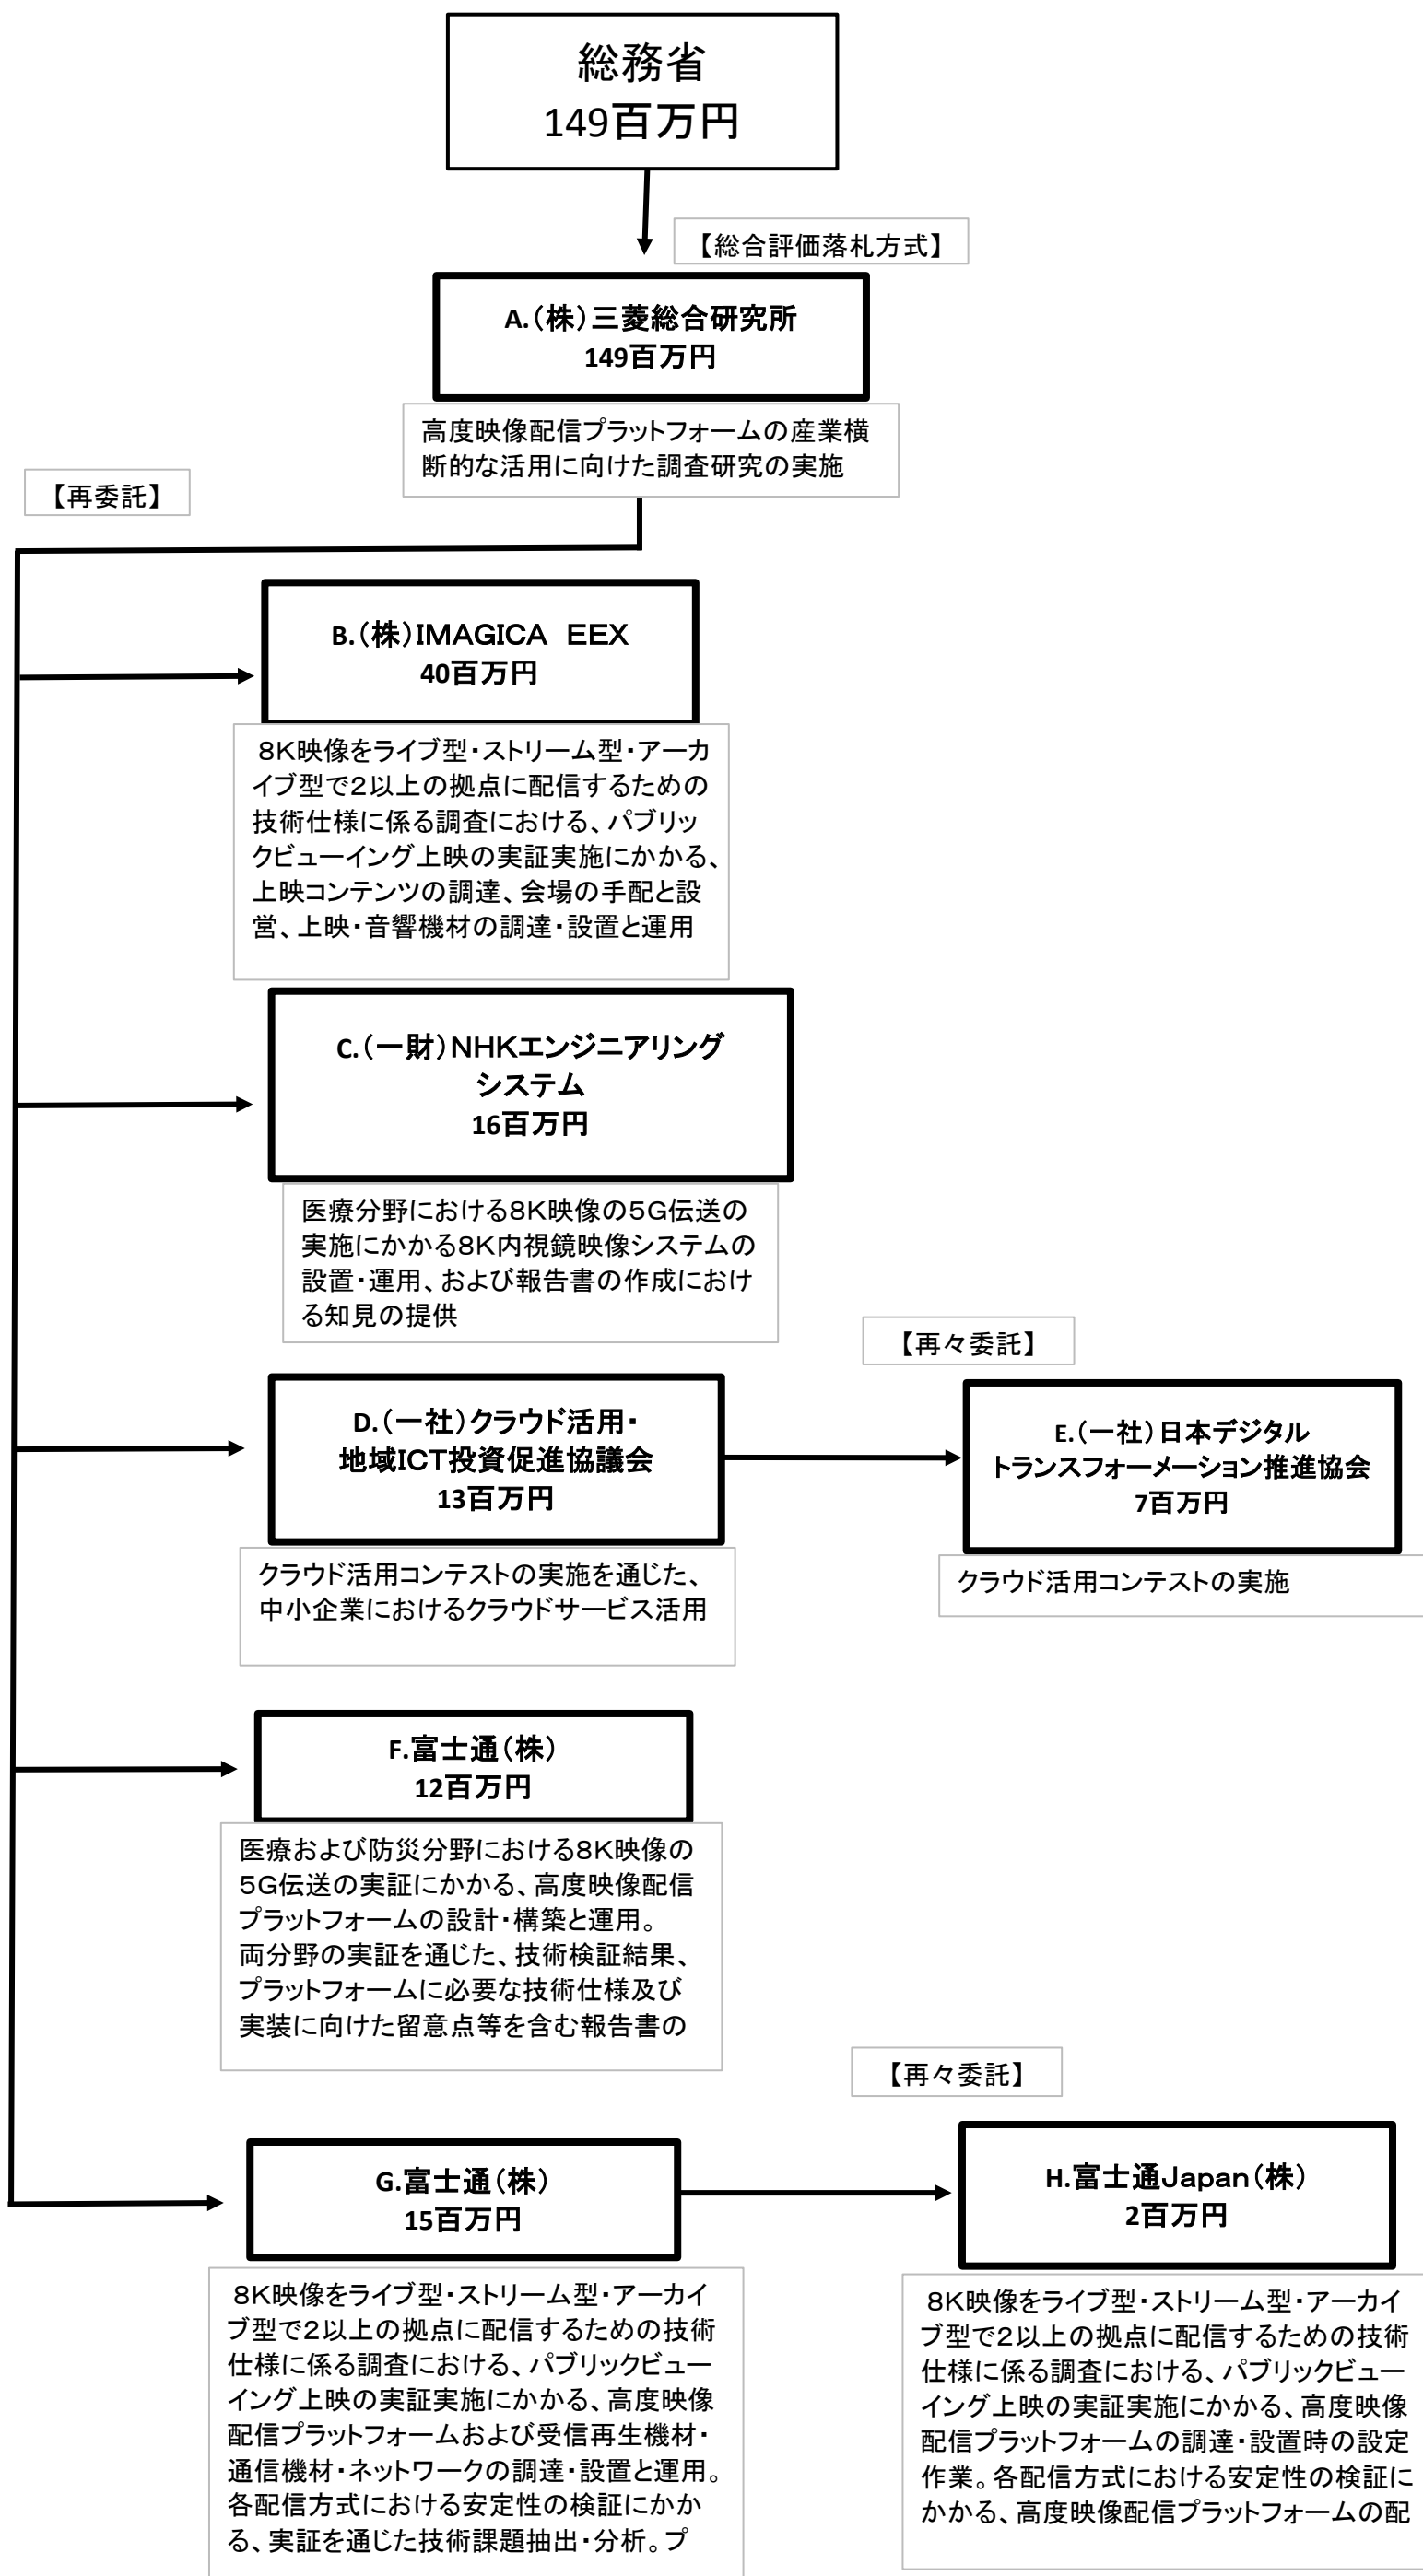 総務省
149百万円
【総合評価落札方式】
A.（株）三菱総合研究所
149百万円
高度映像配信プラットフォームの産業横
断的な活用に向けた調査研究の実施
【再委託】
B.（株）IMAGICA　EEX
40百万円
８K映像をライブ型・ストリーム型・アーカ
イブ型で２以上の拠点に配信するための
技術仕様に係る調査における、パブリッ
クビューイング上映の実証実施にかかる、
上映コンテンツの調達、会場の手配と設
営、上映・音響機材の調達・設置と運用
C.（一財）NHKエンジニアリング
システム
16百万円
医療分野における８K映像の５G伝送の
実施にかかる８K内視鏡映像システムの
設置・運用、および報告書の作成におけ
る知見の提供
【再々委託】
D.（一社）クラウド活用・
地域ICT投資促進協議会
13百万円
E.（一社）日本デジタル
トランスフォーメーション推進協会
7百万円
クラウド活用コンテストの実施を通じた、
中小企業におけるクラウドサービス活用
クラウド活用コンテストの実施
F.富士通（株）
12百万円
医療および防災分野における８K映像の
５G伝送の実証にかかる、高度映像配信
プラットフォームの設計・構築と運用。
両分野の実証を通じた、技術検証結果、
プラットフォームに必要な技術仕様及び
実装に向けた留意点等を含む報告書の
【再々委託】
G.富士通（株）
15百万円
H.富士通Japan（株）
2百万円
８K映像をライブ型・ストリーム型・アーカイ
ブ型で２以上の拠点に配信するための技術
仕様に係る調査における、パブリックビュー
イング上映の実証実施にかかる、高度映像
配信プラットフォームおよび受信再生機材・
通信機材・ネットワークの調達・設置と運用。
各配信方式における安定性の検証にかか
る、実証を通じた技術課題抽出・分析。プ
８K映像をライブ型・ストリーム型・アーカイ
ブ型で２以上の拠点に配信するための技術
仕様に係る調査における、パブリックビュー
イング上映の実証実施にかかる、高度映像
配信プラットフォームの調達・設置時の設定
作業。各配信方式における安定性の検証に
かかる、高度映像配信プラットフォームの配